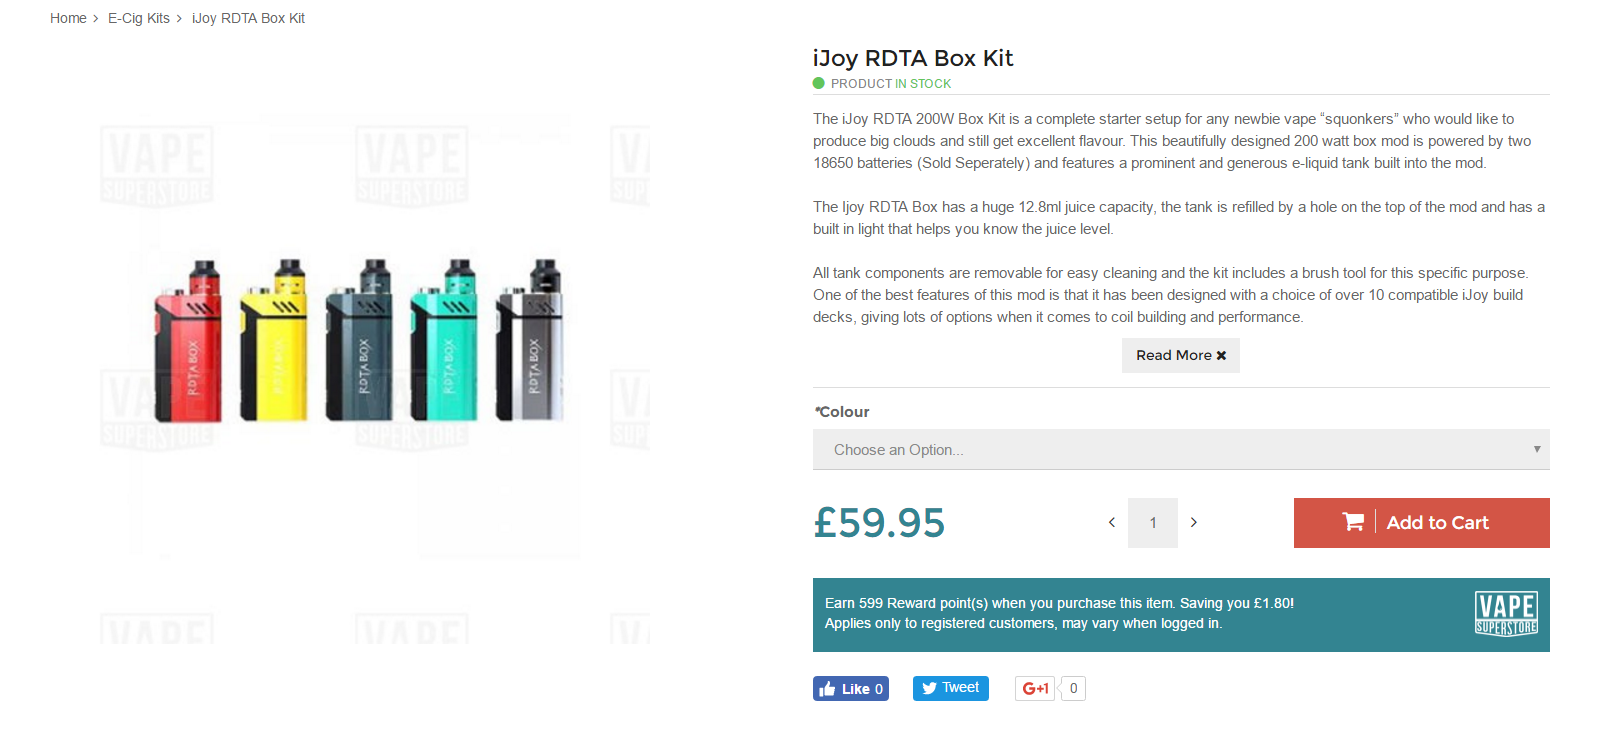 Home > E-Cig Kits > iJoy RDTA Box Kit
iJoy RDTA Box Kit
PRODUCT IN STOCK
The iJoy RDTA 200W Box Kit is a complete starter setup for any newbie vape “squonkers” who would like to
produce big clouds and still get excellent flavour. This beautifully designed 200 watt box mod is powered by two
18650 batteries (Sold Seperately) and features a prominent and generous e-liquid tank built into the mod.
The Ijoy RDTA Box has a huge 12.8ml juice capacity, the tank is refilled by a hole on the top of the mod and has a
built in light that helps you know the juice level.
All tank components are removable for easy cleaning and the kit includes a brush tool for this specific purpose.
One of the best features of this mod is that it has been designed with a choice of over 10 compatible iJoy build
decks, giving lots of options when it comes to coil building and performance.
Read More ✖
*Colour
Choose an Option...
£59.95
< 1 >
Add to Cart
Earn 599 Reward point(s) when you purchase this item. Saving you £1.80!
Applies only to registered customers, may vary when logged in.
VAPE
SUPERSTORE
Like 0
Tweet
G+1 0
VAPE
SUPERSTORE
VAPE
SUPERSTORE
VA
SUP
RDTA BOX
RDTA BOX
RDTA BOX
RDTA BOX
RDTA BOX
VAPE
SUPERSTORE
VAPE
SUPERSTORE
VA
SUP
VAPE
VAPE
VA